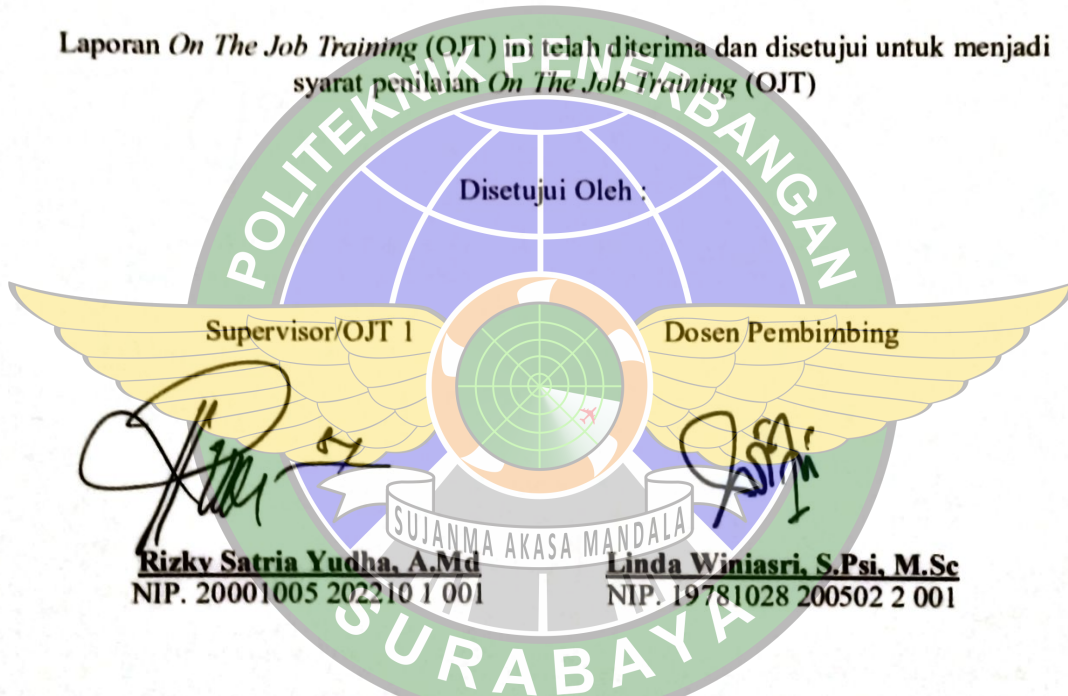 Laporan On The Job Training (OJT) ini telah diterima dan disetujui untuk menjadi
syarat penilaian On The Job Training (OJT)
POLITEKNIK PENERBANGAN
Disetujui Oleh :
Supervisor/OJT 1
Dosen Pembimbing
SUJANMA AKASA MANDALA
Rizky Satria Yudha, A.Md
NIP. 20001005 202210 1 001
Linda Winiasri, S.Psi, M.Sc
NIP. 19781028 200502 2 001
SURABAYA